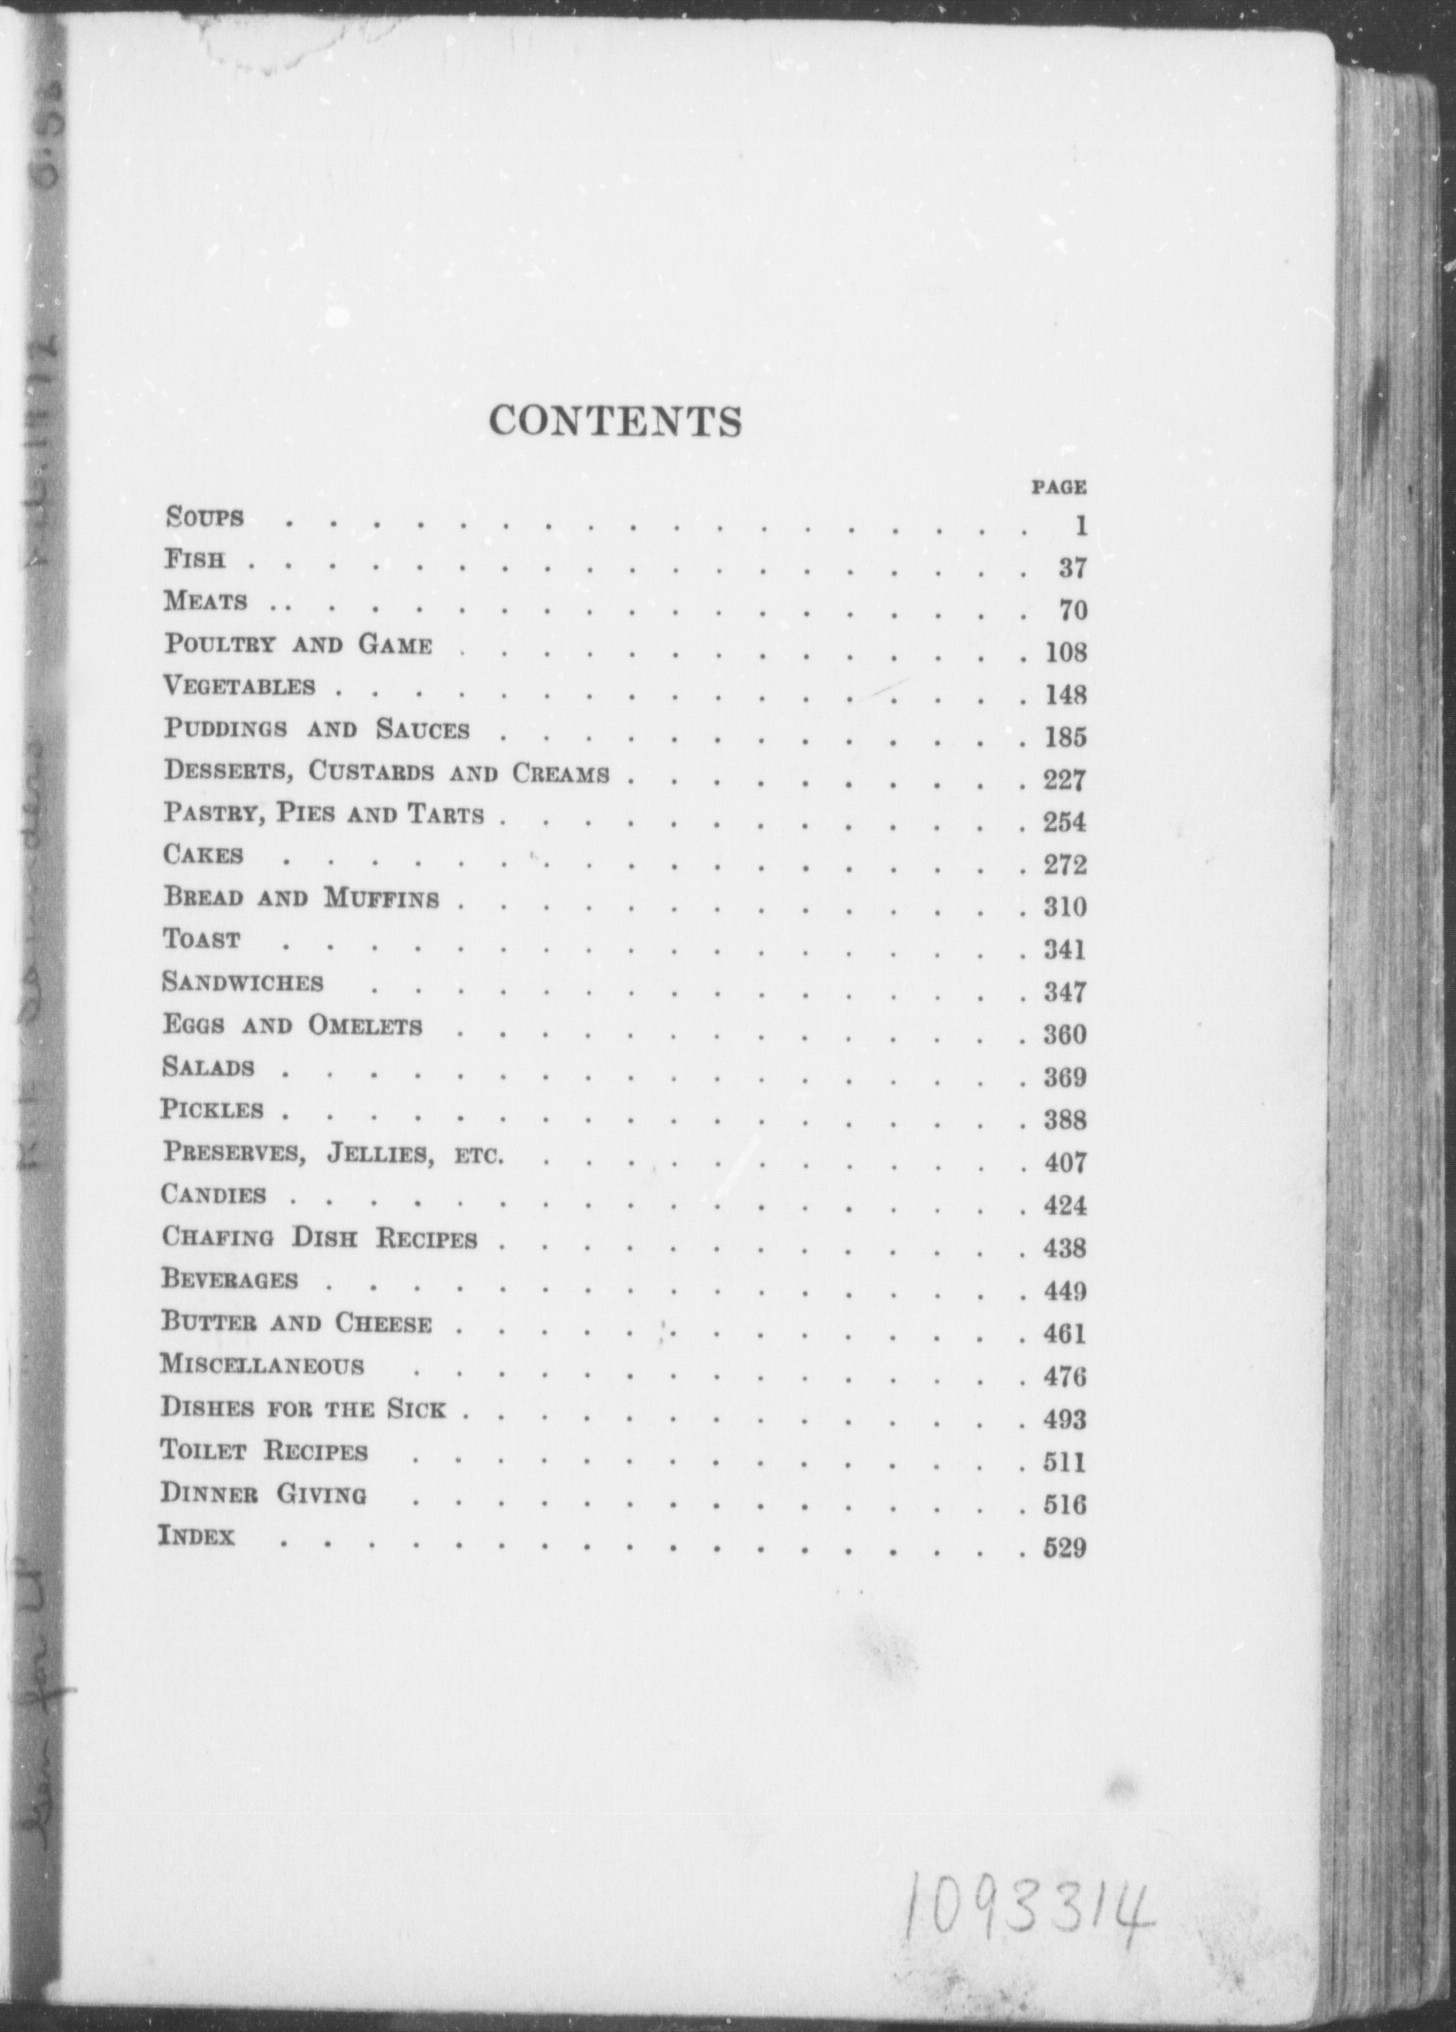 CONTENTS
PAGE
SOUPS . . . . . . . . . . . . . . . . . . 1
FISH . . . . . . . . . . . . . . . . . . . 37
MEATS . . . . . . . . . . . . . . . . . . . 70
POULTRY AND GAME . . . . . . . . . . . . . . 108
VEGETABLES . . . . . . . . . . . . . . . . . 148
PUDDINGS AND SAUCES . . . . . . . . . . . . . 185
DESSERTS, CUSTARDS AND CREAMS . . . . . . . . . . 227
PASTRY, PIES AND TARTS . . . . . . . . . . . . . 254
CAKES . . . . . . . . . . . . . . . . . . 272
BREAD AND MUFFINS . . . . . . . . . . . . . . 310
TOAST . . . . . . . . . . . . . . . . . . 341
SANDWICHES . . . . . . . . . . . . . . . . 347
EGGS AND OMELETS . . . . . . . . . . . . . . 360
SALADS . . . . . . . . . . . . . . . . . . 369
PICKLES . . . . . . . . . . . . . . . . . . 388
PRESERVES, JELLIES, ETC. . . . . . . . . . . . . 407
CANDIES . . . . . . . . . . . . . . . . . . 424
CHAFING DISH RECIPES . . . . . . . . . . . . . 438
BEVERAGES . . . . . . . . . . . . . . . . . 449
BUTTER AND CHEESE . . . . . . . . . . . . . . 461
MISCELLANEOUS . . . . . . . . . . . . . . . 476
DISHES FOR THE SICK . . . . . . . . . . . . . . 493
TOILET RECIPES . . . . . . . . . . . . . . . 511
DINNER GIVING . . . . . . . . . . . . . . . 516
INDEX . . . . . . . . . . . . . . . . . . 529
1093314